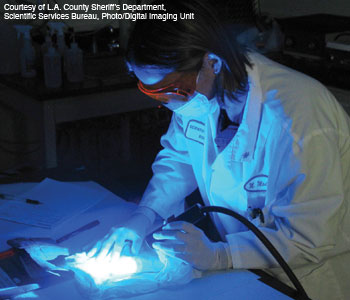 Courtesy of L.A. County Sheriff's Department,
Scientific Services Bureau, Photo/Digital Imaging Unit